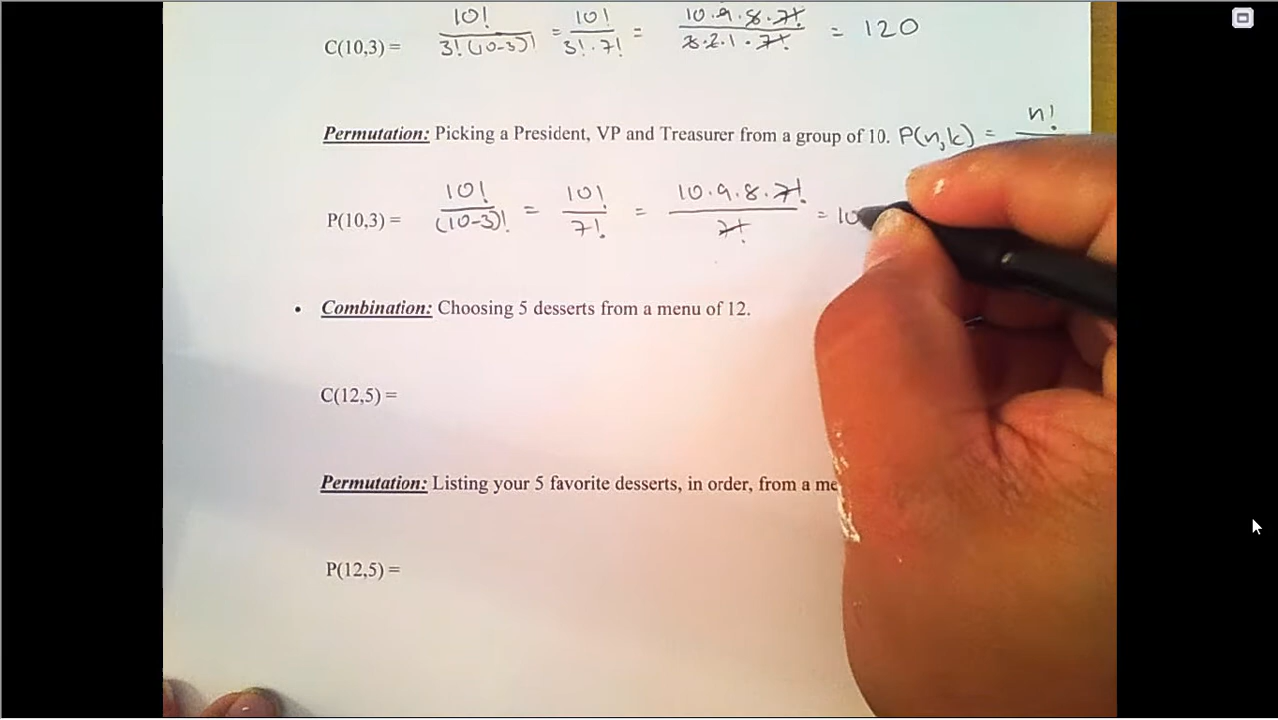 C(10,3) = 10!/3!(10-3)! = 10!/3!·7! = 10·9·8·7!/3·2·1·7! = 120
Permutation: Picking a President, VP and Treasurer from a group of 10. P(n,k) = n!
P(10,3) = 10!/(10-3)! = 10!/7! = 10·9·8·7!/7! = 10
• Combination: Choosing 5 desserts from a menu of 12.
C(12,5) =
Permutation: Listing your 5 favorite desserts, in order, from a me
P(12,5) =